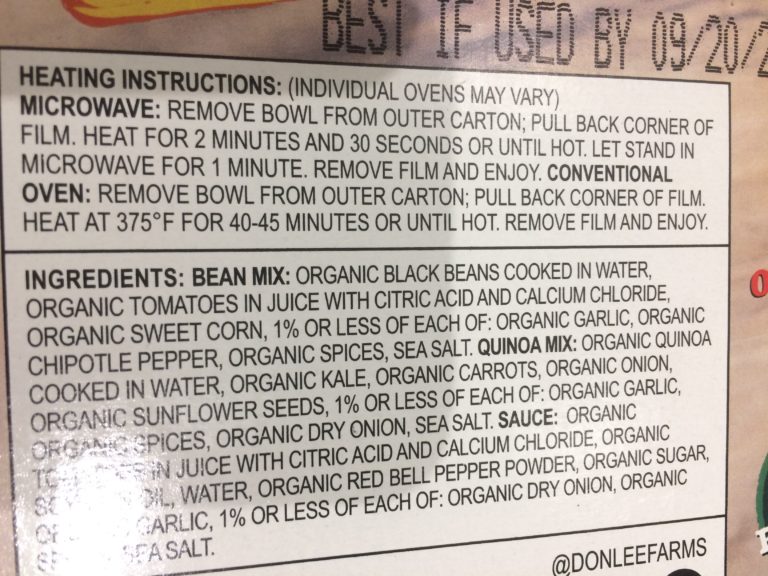 BEST IF USED BY 09/20/2
HEATING INSTRUCTIONS: (INDIVIDUAL OVENS MAY VARY)
MICROWAVE: REMOVE BOWL FROM OUTER CARTON; PULL BACK CORNER OF
FILM. HEAT FOR 2 MINUTES AND 30 SECONDS OR UNTIL HOT. LET STAND IN
MICROWAVE FOR 1 MINUTE. REMOVE FILM AND ENJOY. CONVENTIONAL
OVEN: REMOVE BOWL FROM OUTER CARTON; PULL BACK CORNER OF FILM.
HEAT AT 375°F FOR 40-45 MINUTES OR UNTIL HOT. REMOVE FILM AND ENJOY.
INGREDIENTS: BEAN MIX: ORGANIC BLACK BEANS COOKED IN WATER,
ORGANIC TOMATOES IN JUICE WITH CITRIC ACID AND CALCIUM CHLORIDE,
ORGANIC SWEET CORN, 1% OR LESS OF EACH OF: ORGANIC GARLIC, ORGANIC
CHIPOTLE PEPPER, ORGANIC SPICES, SEA SALT. QUINOA MIX: ORGANIC QUINOA
COOKED IN WATER, ORGANIC KALE, ORGANIC CARROTS, ORGANIC ONION,
ORGANIC SUNFLOWER SEEDS, 1% OR LESS OF EACH OF: ORGANIC GARLIC,
ORGANIC SPICES, ORGANIC DRY ONION, SEA SALT. SAUCE: ORGANIC
IN JUICE WITH CITRIC ACID AND CALCIUM CHLORIDE, ORGANIC
OIL, WATER, ORGANIC RED BELL PEPPER POWDER, ORGANIC SUGAR,
GARLIC, 1% OR LESS OF EACH OF: ORGANIC DRY ONION, ORGANIC
SEA SALT.
@DONLEEFARMS